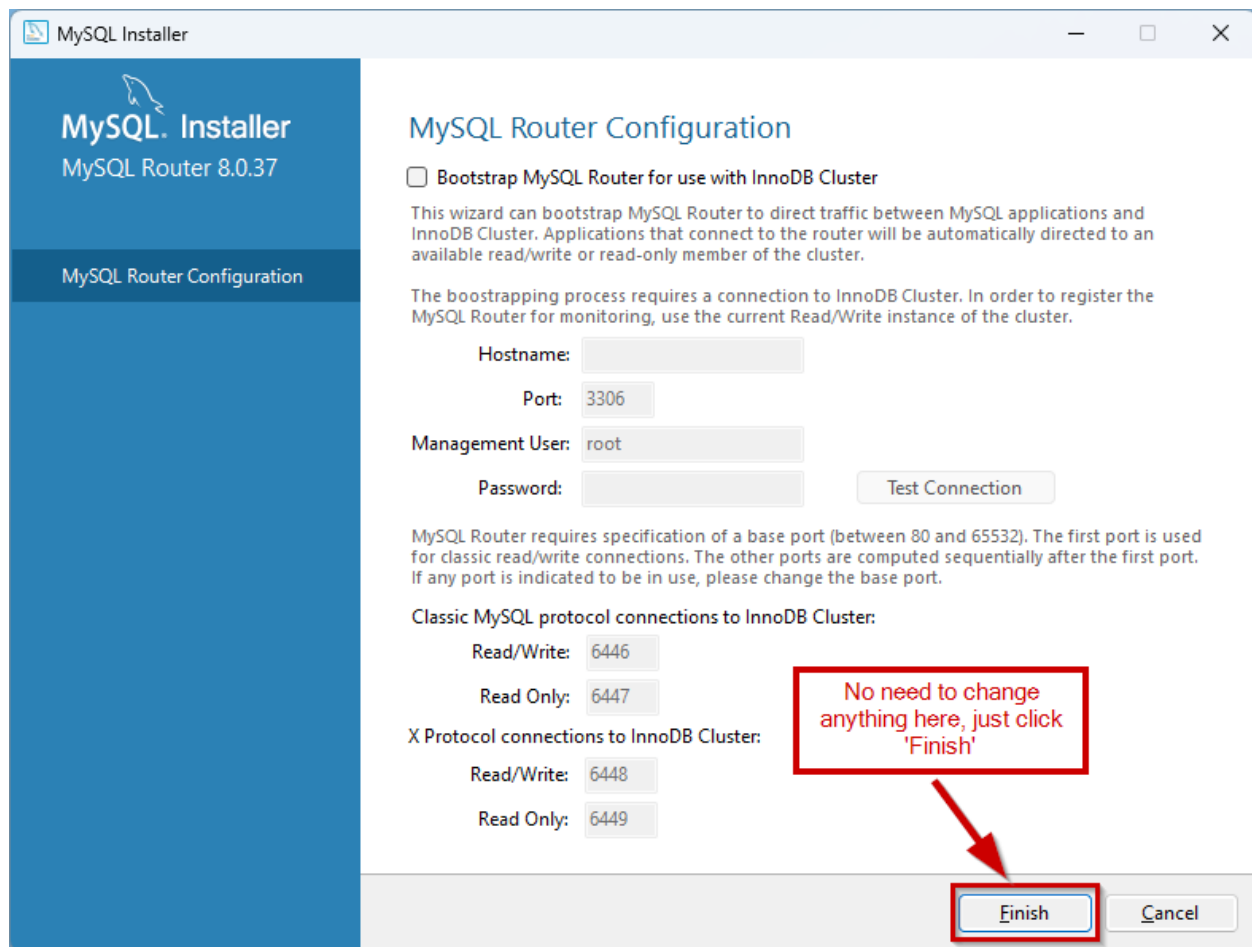 MySQL Installer
MySQL. Installer
MySQL Router 8.0.37
MySQL Router Configuration
MySQL Router Configuration
Bootstrap MySQL Router for use with InnoDB Cluster
This wizard can bootstrap MySQL Router to direct traffic between MySQL applications and
InnoDB Cluster. Applications that connect to the router will be automatically directed to an
available read/write or read-only member of the cluster.
The boostrapping process requires a connection to InnoDB Cluster. In order to register the
MySQL Router for monitoring, use the current Read/Write instance of the cluster.
Hostname:
Port: 3306
Management User: root
Password: Test Connection
MySQL Router requires specification of a base port (between 80 and 65532). The first port is used
for classic read/write connections. The other ports are computed sequentially after the first port.
If any port is indicated to be in use, please change the base port.
Classic MySQL protocol connections to InnoDB Cluster:
Read/Write: 6446
Read Only: 6447
X Protocol connections to InnoDB Cluster:
Read/Write: 6448
Read Only: 6449
No need to change
anything here, just click
'Finish'
Finish Cancel